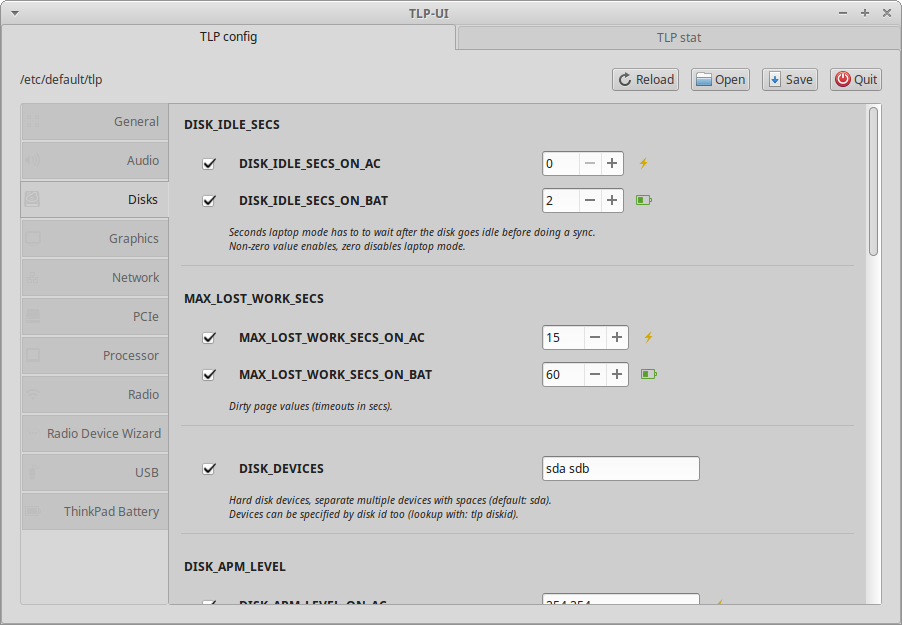 TLP-UI
TLP config
TLP stat
/etc/default/tlp
Reload
Open
Save
Quit
General
Audio
Disks
Graphics
Network
PCIe
Processor
Radio
Radio Device Wizard
USB
ThinkPad Battery
DISK_IDLE_SECS
DISK_IDLE_SECS_ON_AC
0
DISK_IDLE_SECS_ON_BAT
2
Seconds laptop mode has to to wait after the disk goes idle before doing a sync.
Non-zero value enables, zero disables laptop mode.
MAX_LOST_WORK_SECS
MAX_LOST_WORK_SECS_ON_AC
15
MAX_LOST_WORK_SECS_ON_BAT
60
Dirty page values (timeouts in secs).
DISK_DEVICES
sda sdb
Hard disk devices, separate multiple devices with spaces (default: sda).
Devices can be specified by disk id too (lookup with: tlp diskid).
DISK_APM_LEVEL
DISK_APM_LEVEL_ON_AC
254 254